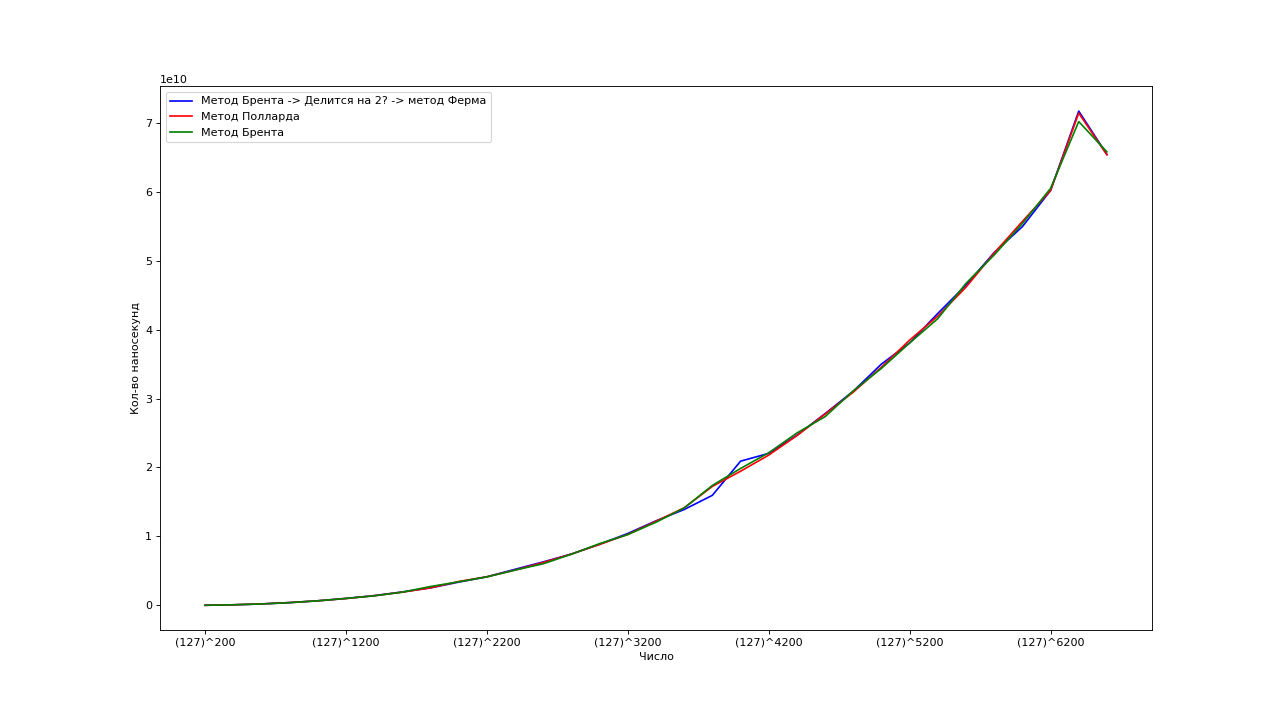 1e10
Метод Брента -> Делится на 2? -> метод Ферма
Метод Полларда
Метод Брента
7
6
5
4
3
2
1
0
Кол-во наносекунд
(127)^200 (127)^1200 (127)^2200 (127)^3200 (127)^4200 (127)^5200 (127)^6200
Число